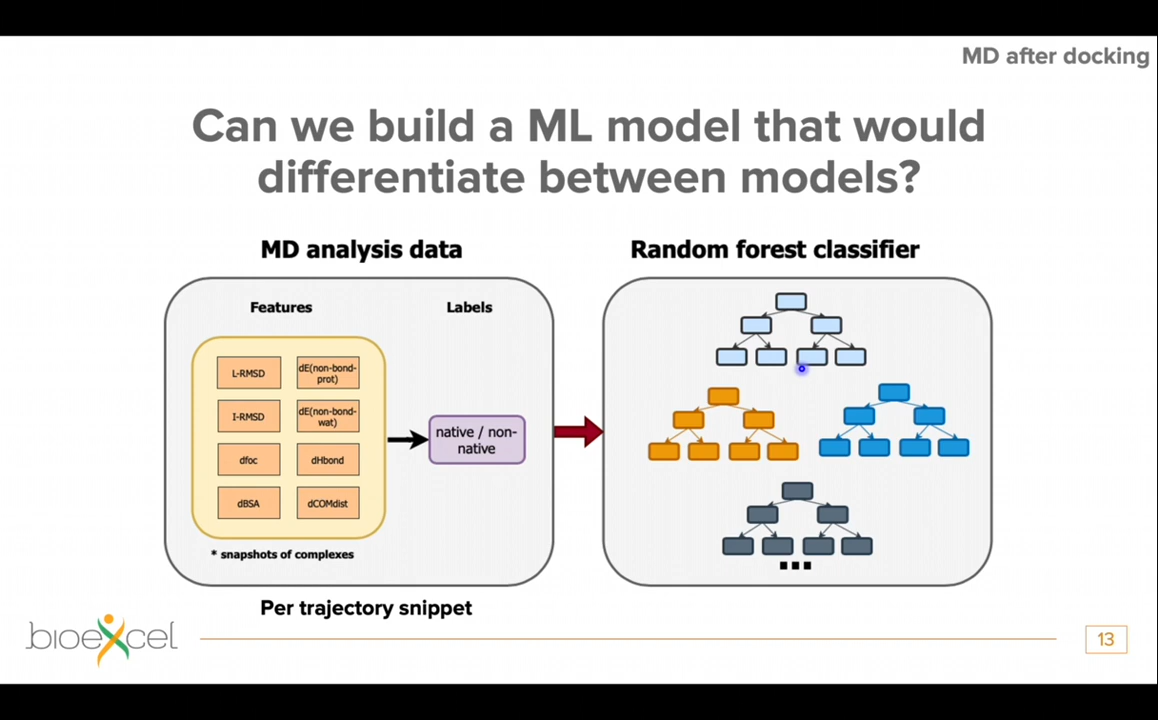 MD after docking
Can we build a ML model that would
differentiate between models?
MD analysis data
Random forest classifier
Features
Labels
L-RMSD
dE(non-bond-
prot)
I-RMSD
dE(non-bond-
wat)
dfoc
dHbond
dBSA
dCOMdist
native / non-
native
* snapshots of complexes
Per trajectory snippet
bioexcel
13